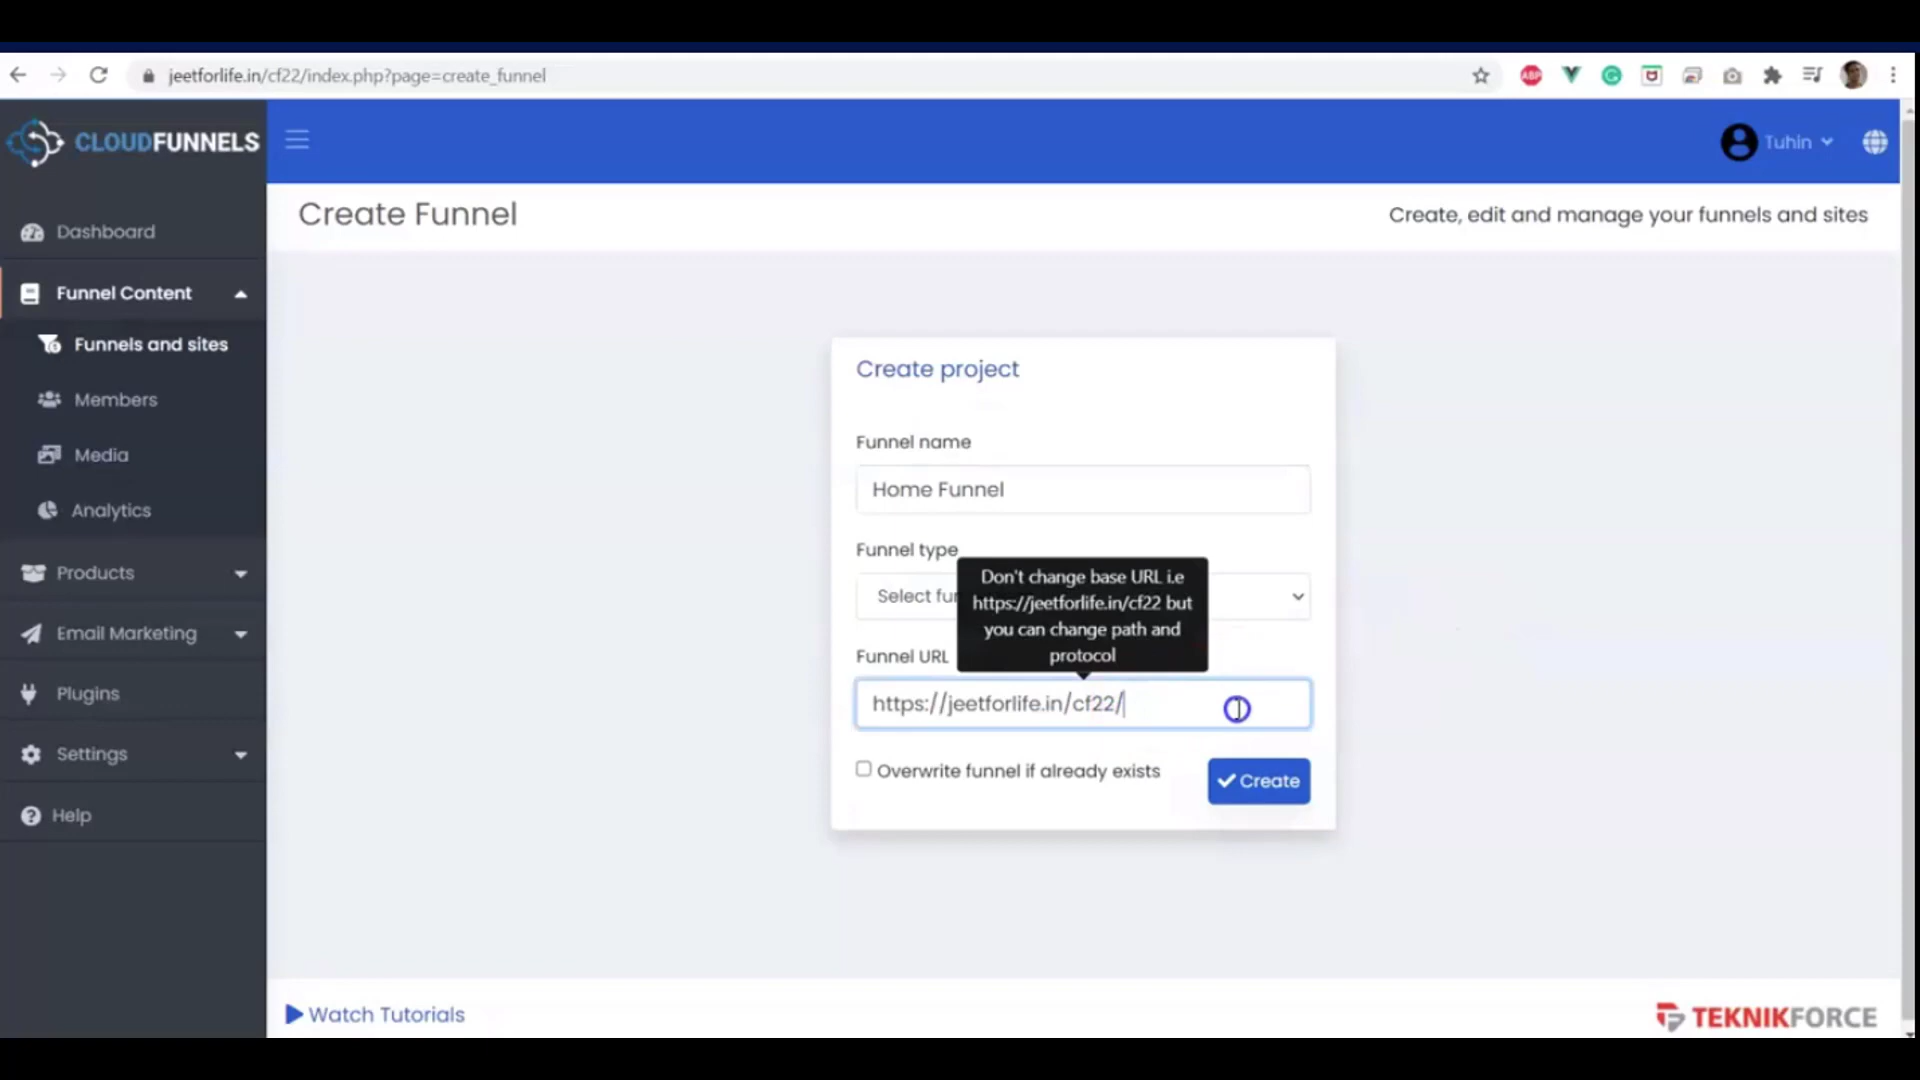 jeetforlife.in/cf22/index.php?page=create_funnel
ABP
CLOUDFUNNELS
Tuhin
Create Funnel
Create, edit and manage your funnels and sites
Dashboard
Funnel Content
Funnels and sites
Members
Media
Analytics
Products
Email Marketing
Plugins
Settings
Help
Create project
Funnel name
Home Funnel
Funnel type
Select
Don't change base URL i.e
https://jeetforlife.in/cf22 but
you can change path and
protocol
Funnel URL
https://jeetforlife.in/cf22/
Overwrite funnel if already exists
Create
Watch Tutorials
TEKNIKFORCE